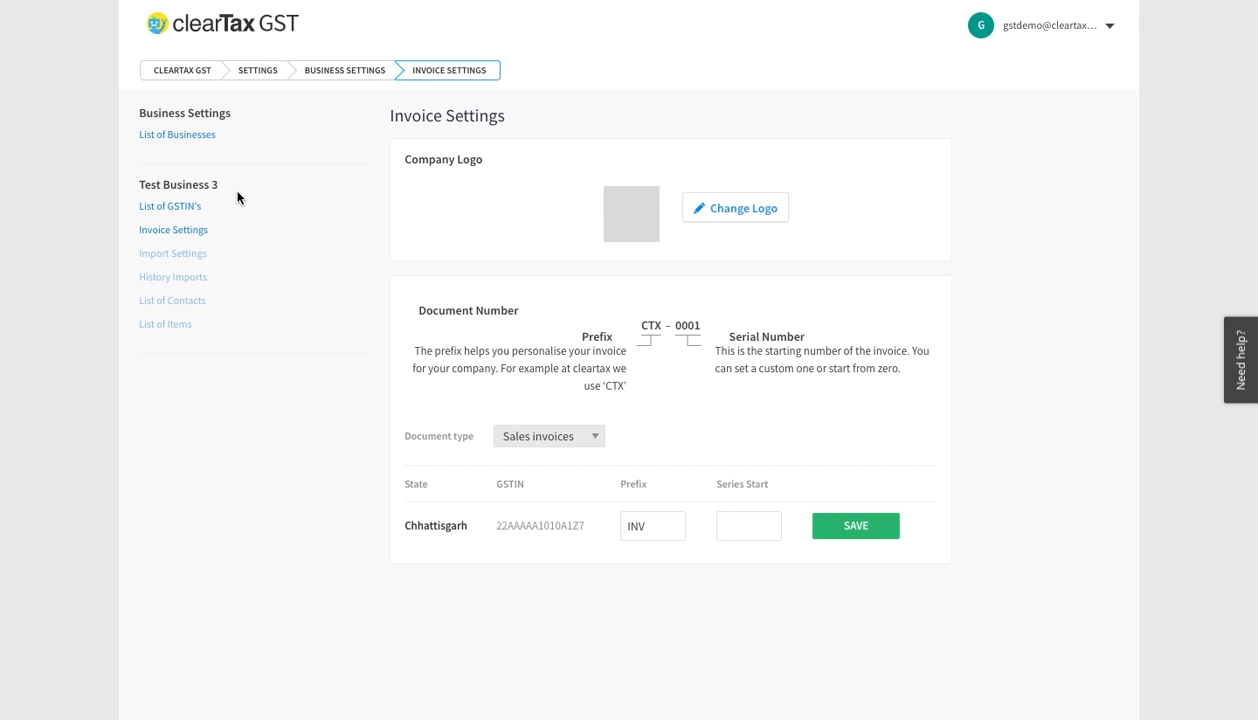 clearTax GST
G
gstdemo@cleartax...
CLEARTAX GST
SETTINGS
BUSINESS SETTINGS
INVOICE SETTINGS
Business Settings
List of Businesses
Test Business 3
List of GSTIN's
Invoice Settings
Import Settings
History Imports
List of Contacts
List of Items
Invoice Settings
Company Logo
Change Logo
Document Number
CTX – 0001
Prefix
The prefix helps you personalise your invoice
for your company. For example at cleartax we
use 'CTX'
Serial Number
This is the starting number of the invoice. You
can set a custom one or start from zero.
Document type
Sales invoices
State GSTIN Prefix Series Start
Chhattisgarh 22AAAAA1010A1Z7 INV SAVE
Need help?